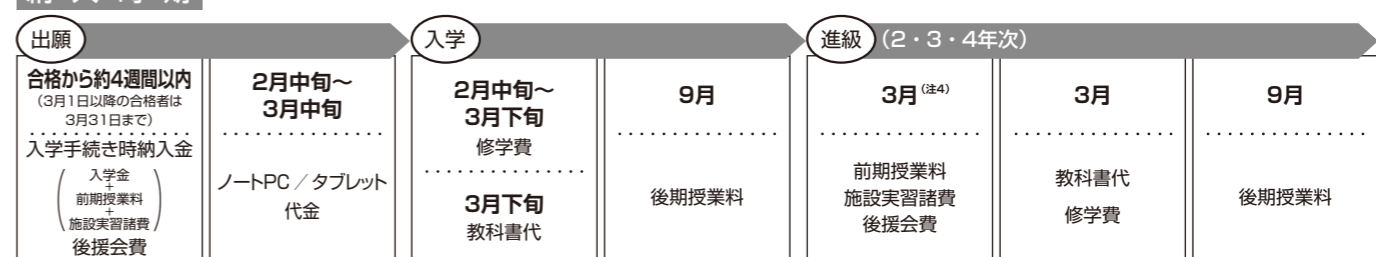 出願
合格から約4週間以内
(3月1日以降の合格者は
3月31日まで)
入学手続き時納入金
入学金
+
前期授業料
+
施設実習諸費
後援会費
2月中旬〜
3月中旬
ノートPC/タブレット
代金
入学
2月中旬〜
3月下旬
修学費
3月下旬
教科書代
9月
後期授業料
進級 (2・3・4年次)
3月(注4)
前期授業料
施設実習諸費
後援会費
3月
教科書代
修学費
9月
後期授業料